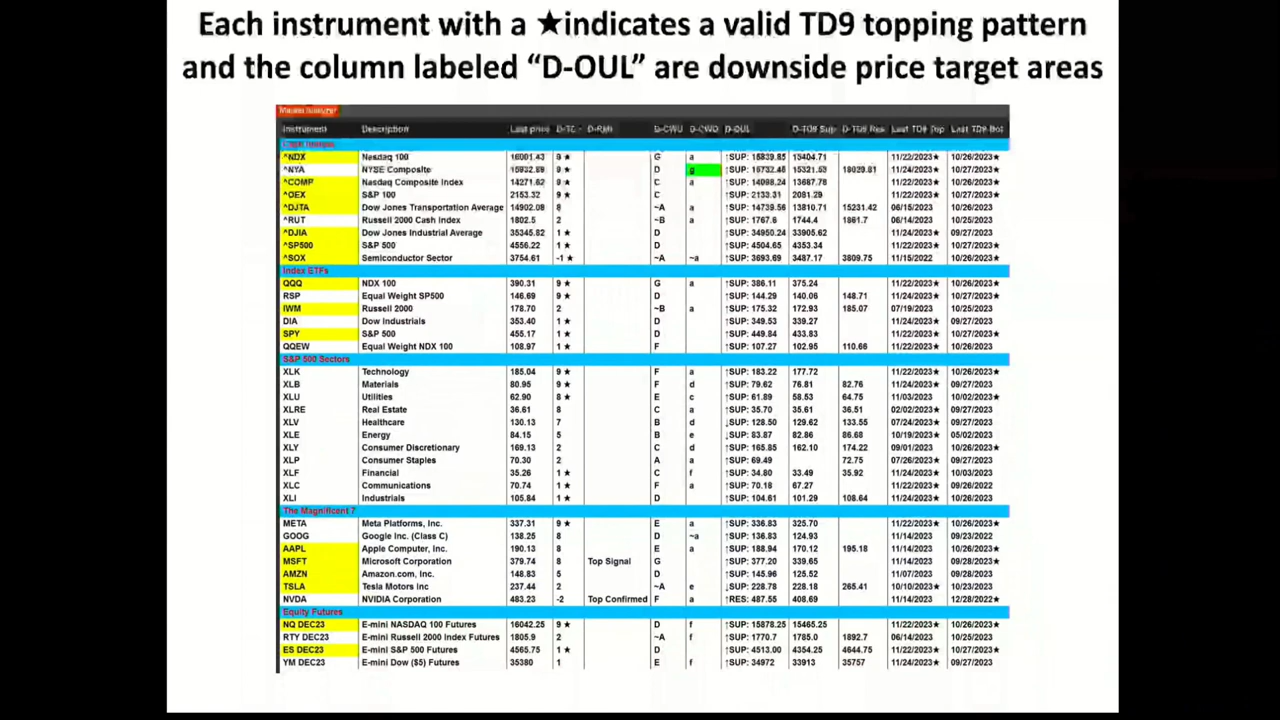 Each instrument with a ★indicates a valid TD9 topping pattern
and the column labeled “D-OUL” are downside price target areas
Instrument Description Last price D-TC D-RMI D-CWU D-CWD D-OUL D-TD9 Sup D-TD9 Res Last TD9 Top Last TD9 Bot
^NDX Nasdaq 100 16001.43 9 ★ G a ↑SUP: 15839.85 15404.71 11/22/2023★ 10/26/2023★
^NYA NYSE Composite 9 ★ D ↑SUP: 11/24/2023★ 10/27/2023★
^COMP Nasdaq Composite Index 14271.62 9 ★ C a ↑SUP: 14098.24 13687.78 11/22/2023★ 10/26/2023★
^OEX S&P 100 2153.32 9 ★ C ↑SUP: 2133.31 2091.29 11/22/2023★ 10/27/2023★
^DJTA Dow Jones Transportation Average 14902.08 8 ~A a ↑SUP: 14739.56 13810.71 15231.42 06/15/2023 10/26/2023
^RUT Russell 2000 Cash Index 1802.5 2 ~B a ↑SUP: 1767.6 1744.4 1861.7 06/14/2023 10/25/2023
^DJIA Dow Jones Industrial Average 35345.82 1 ★ D ↑SUP: 34950.24 33905.62 11/24/2023★ 09/27/2023
^SP500 S&P 500 4556.22 1 ★ D ↑SUP: 4504.65 4353.34 11/22/2023★ 10/27/2023★
^SOX Semiconductor Sector 3754.61 -1 ★ ~A ~a ↑SUP: 3693.69 3487.17 3809.75 11/15/2022 10/26/2023★
Index ETFs
QQQ NDX 100 390.31 9 ★ G a ↑SUP: 386.11 375.24 11/22/2023★ 10/26/2023★
RSP Equal Weight SP500 146.69 9 ★ D ↑SUP: 144.29 140.06 148.71 11/24/2023★ 10/27/2023★
IWM Russell 2000 178.70 2 ~B a ↑SUP: 175.32 172.93 185.07 07/19/2023 10/25/2023
DIA Dow Industrials 353.40 1 ★ D ↑SUP: 349.53 339.27 11/24/2023★ 09/27/2023
SPY S&P 500 455.17 1 ★ D ↑SUP: 449.84 433.83 11/22/2023★ 10/27/2023★
QQEW Equal Weight NDX 100 108.97 1 ★ F ↑SUP: 107.27 102.95 110.66 11/22/2023★ 10/26/2023★
S&P 500 Sectors
XLK Technology 185.04 9 ★ F a ↑SUP: 183.22 177.72 11/22/2023★ 10/26/2023★
XLB Materials 80.95 9 ★ F d ↑SUP: 79.62 76.81 82.76 11/24/2023★ 09/27/2023
XLU Utilities 62.90 8 ★ E c ↑SUP: 61.89 58.53 64.75 11/03/2023 10/02/2023★
XLRE Real Estate 36.61 8 C a ↑SUP: 35.70 35.61 36.51 02/02/2023★ 09/27/2023
XLV Healthcare 130.13 7 B d ↓SUP: 128.50 129.62 133.55 07/24/2023★ 09/27/2023
XLE Energy 84.15 5 B e ↓SUP: 83.87 82.86 86.68 10/19/2023★ 05/02/2023
XLY Consumer Discretionary 169.13 2 C d ↑SUP: 165.85 162.10 174.22 09/01/2023 10/26/2023★
XLP Consumer Staples 70.30 2 A a ↑SUP: 69.49 72.75 07/26/2023★ 09/27/2023
XLF Financial 35.26 1 ★ C f ↑SUP: 34.80 33.49 35.92 11/24/2023★ 10/03/2023
XLC Communications 70.74 1 ★ F a ↑SUP: 70.18 67.27 11/22/2023★ 09/26/2022
XLI Industrials 105.84 1 ★ D ↑SUP: 104.61 101.29 108.64 11/24/2023★ 10/26/2023
The Magnificent 7
META Meta Platforms, Inc. 337.31 9 ★ E a ↑SUP: 336.83 325.70 11/22/2023★ 10/26/2023★
GOOG Google Inc. (Class C) 138.25 8 D ~a ↑SUP: 136.83 124.93 11/14/2023 09/23/2022
AAPL Apple Computer, Inc. 190.13 8 E a ↑SUP: 188.94 170.12 195.18 11/14/2023 10/26/2023★
MSFT Microsoft Corporation 379.74 8 Top Signal G ↑SUP: 377.20 339.65 11/14/2023 09/28/2023
AMZN Amazon.com, Inc. 148.83 5 D ↑SUP: 145.96 125.52 11/07/2023 09/28/2023
TSLA Tesla Motors Inc 237.44 2 ~A e ↓SUP: 228.78 228.18 265.41 10/10/2023★ 10/23/2023
NVDA NVIDIA Corporation 483.23 -2 Top Confirmed F a ↑RES: 487.55 408.69 11/14/2023 12/28/2022★
Equity Futures
NQ DEC23 E-mini NASDAQ 100 Futures 16042.25 9 ★ D f ↑SUP: 15878.25 15465.25 11/22/2023★ 10/26/2023★
RTY DEC23 E-mini Russell 2000 Index Futures 1805.9 2 ~A f ↑SUP: 1770.7 1785.0 1892.7 06/14/2023 10/25/2023
ES DEC23 E-mini S&P 500 Futures 4565.75 1 ★ D ↑SUP: 4513.00 4354.25 4644.75 11/22/2023★ 10/27/2023★
YM DEC23 E-mini Dow ($5) Futures 35380 1 E f ↑SUP: 34972 33913 35757 11/24/2023★ 09/27/2023